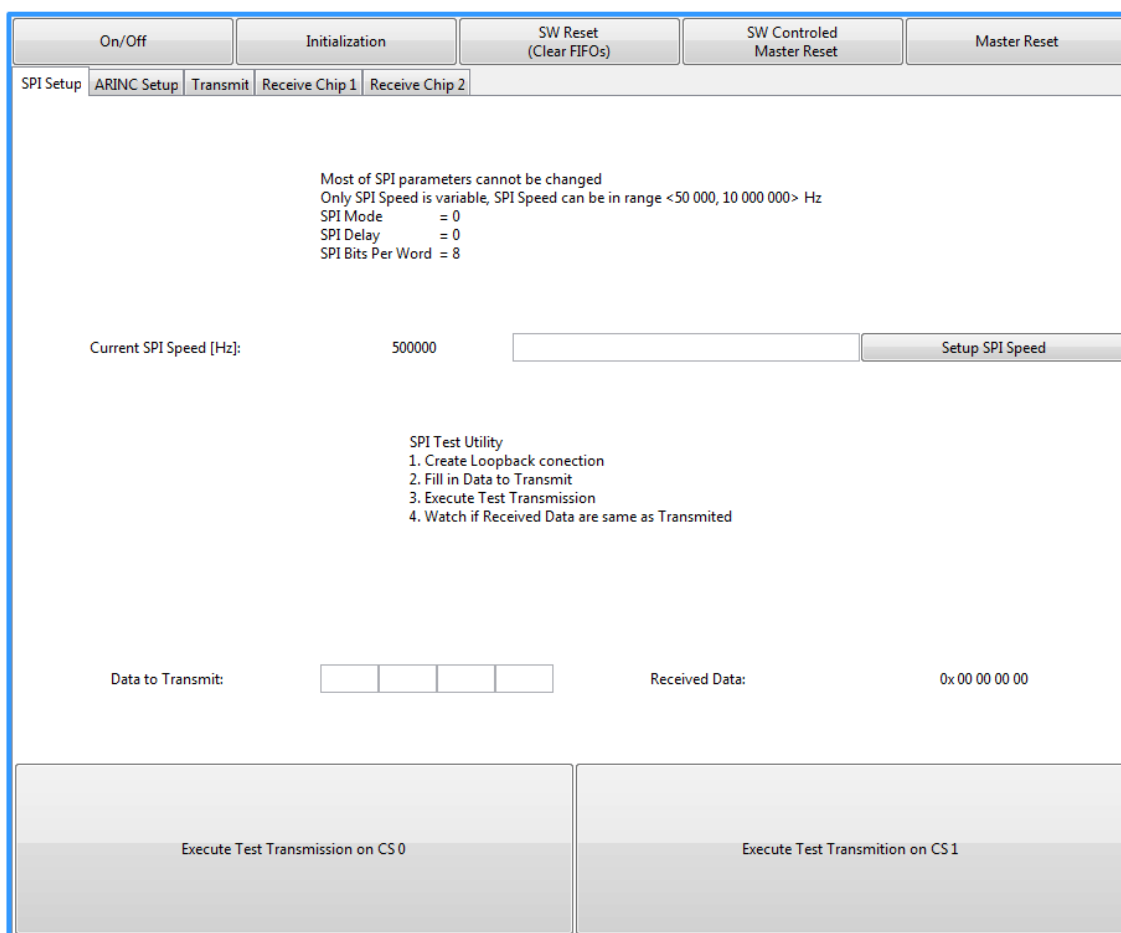 On/Off
Initialization
SW Reset
(Clear FIFOs)
SW Controled
Master Reset
Master Reset
SPI Setup
ARINC Setup
Transmit
Receive Chip 1
Receive Chip 2
Most of SPI parameters cannot be changed
Only SPI Speed is variable, SPI Speed can be in range <50 000, 10 000 000> Hz
SPI Mode = 0
SPI Delay = 0
SPI Bits Per Word = 8
Current SPI Speed [Hz]:
500000
Setup SPI Speed
SPI Test Utility
1. Create Loopback conection
2. Fill in Data to Transmit
3. Execute Test Transmission
4. Watch if Received Data are same as Transmited
Data to Transmit:
Received Data:
0x 00 00 00 00
Execute Test Transmission on CS 0
Execute Test Transmition on CS 1